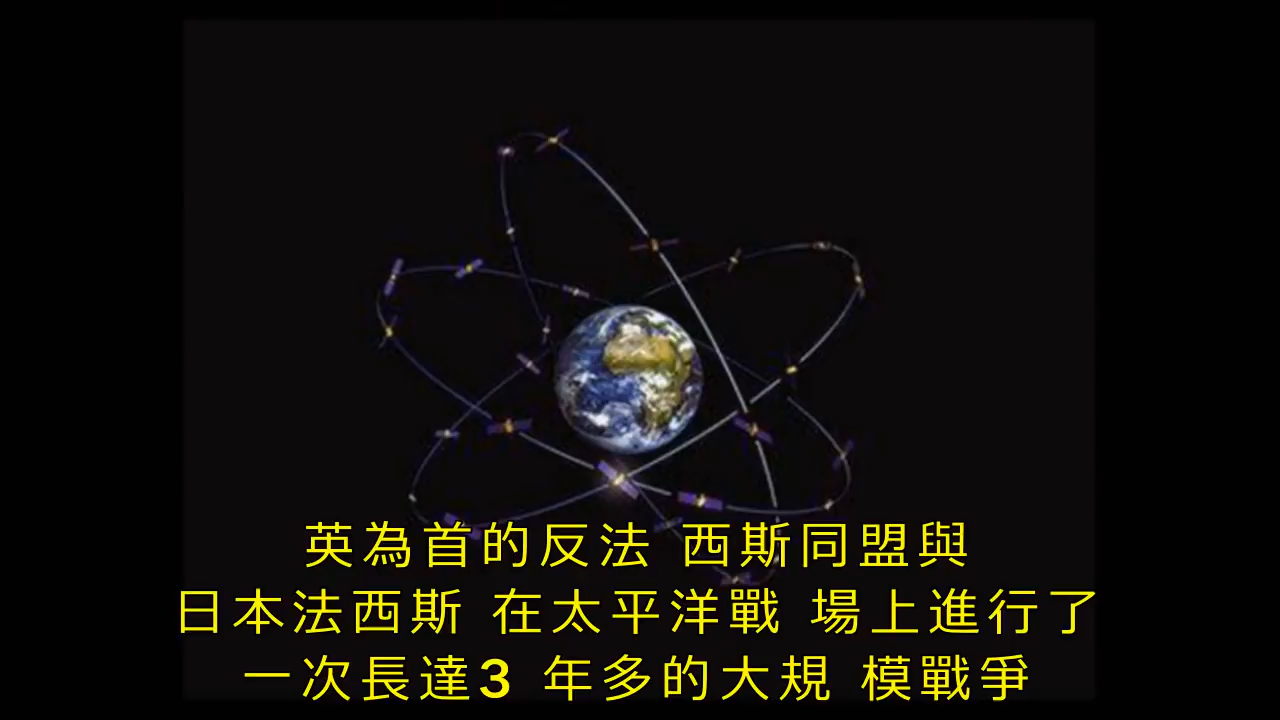 英為首的反法 西斯同盟與
日本法西斯 在太平洋戰 場上進行了
一次長達3 年多的大規 模戰爭